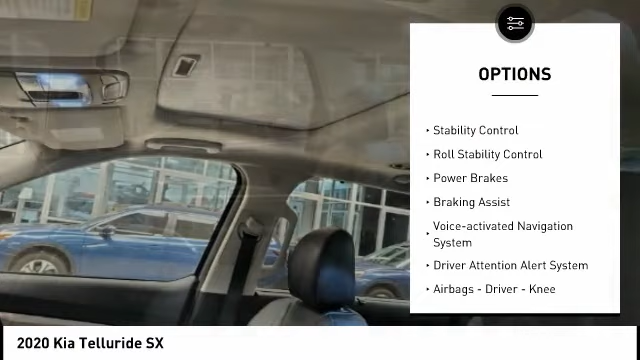 OPTIONS
‣ Stability Control
‣ Roll Stability Control
‣ Power Brakes
‣ Braking Assist
‣ Voice-activated Navigation
System
‣ Driver Attention Alert System
‣ Airbags - Driver - Knee
2020 Kia Telluride SX